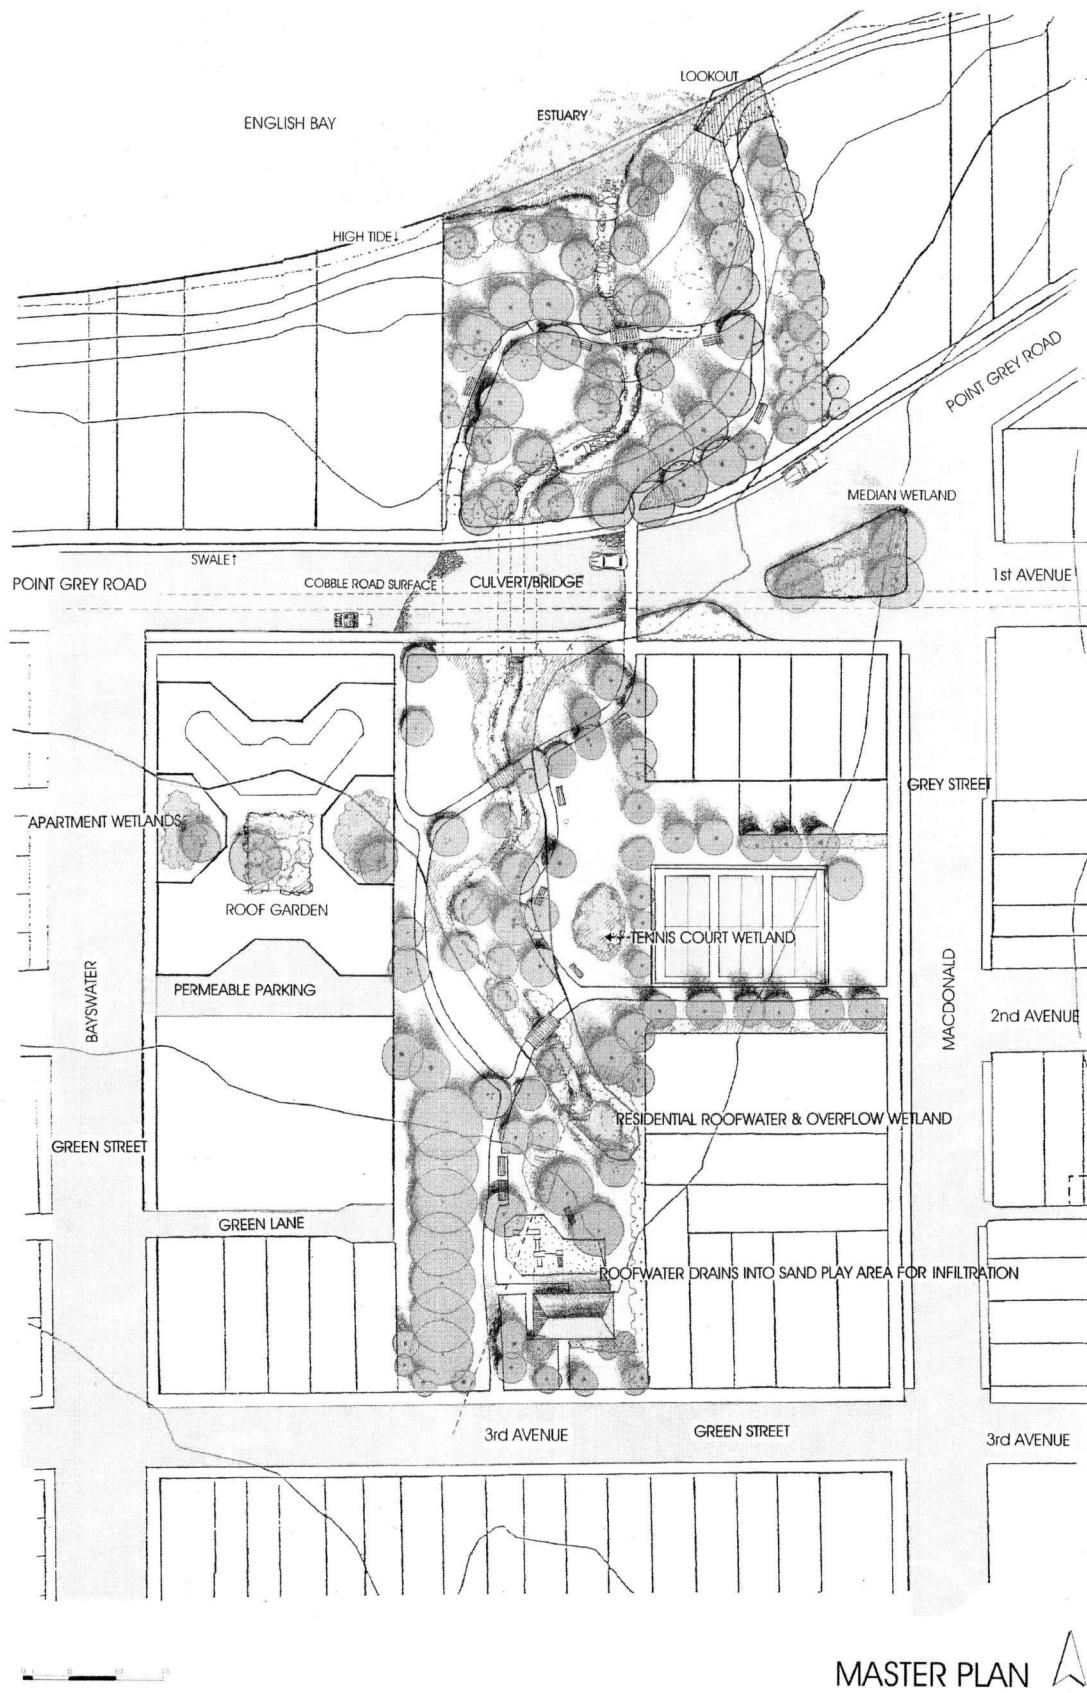 LOOKOUT
ENGLISH BAY
ESTUARY
HIGH TIDE↓
POINT GREY ROAD
MEDIAN WETLAND
SWALE↑
POINT GREY ROAD
COBBLE ROAD SURFACE
CULVERT/BRIDGE
1st AVENUE
GREY STREET
APARTMENT WETLANDS
ROOF GARDEN
TENNIS COURT WETLAND
PERMEABLE PARKING
BAYSWATER
MACDONALD
2nd AVENUE
RESIDENTIAL ROOFWATER & OVERFLOW WETLAND
GREEN STREET
GREEN LANE
ROOFWATER DRAINS INTO SAND PLAY AREA FOR INFILTRATION
3rd AVENUE
GREEN STREET
3rd AVENUE
MASTER PLAN